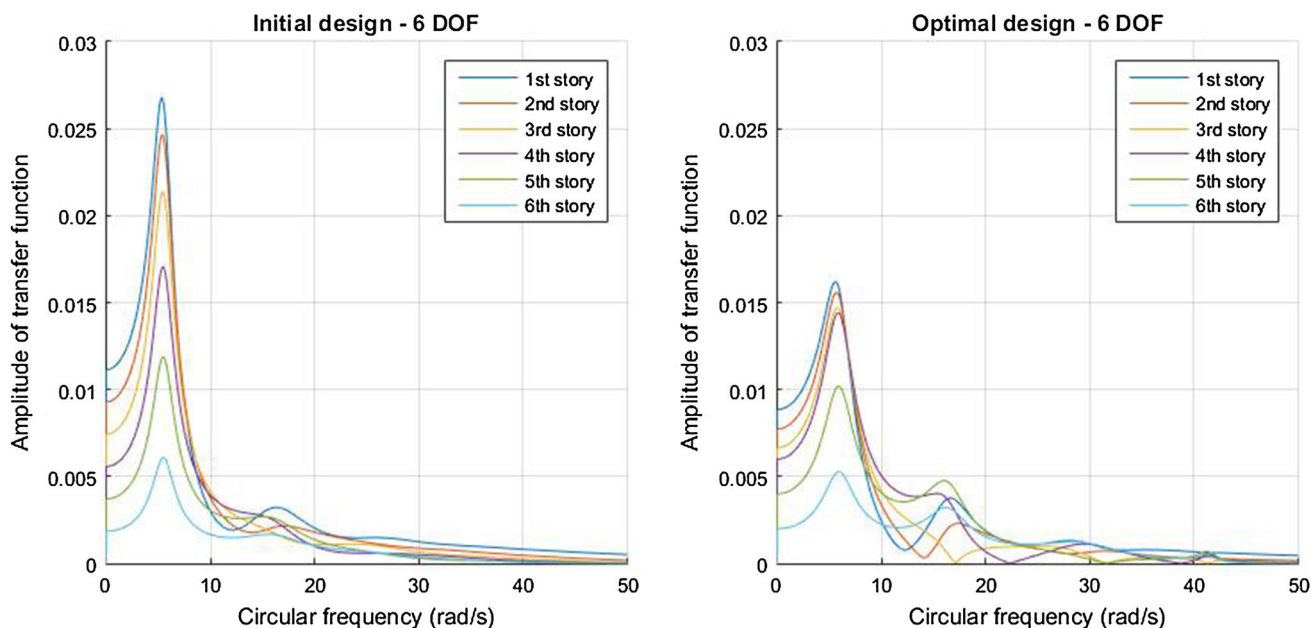 Initial design - 6 DOF
0.03
0.025
0.02
0.015
0.01
0.005
0
Amplitude of transfer function
1st story
2nd story
3rd story
4th story
5th story
6th story
0 10 20 30 40 50
Circular frequency (rad/s)
Optimal design - 6 DOF
0.03
0.025
0.02
0.015
0.01
0.005
0
Amplitude of transfer function
1st story
2nd story
3rd story
4th story
5th story
6th story
0 10 20 30 40 50
Circular frequency (rad/s)